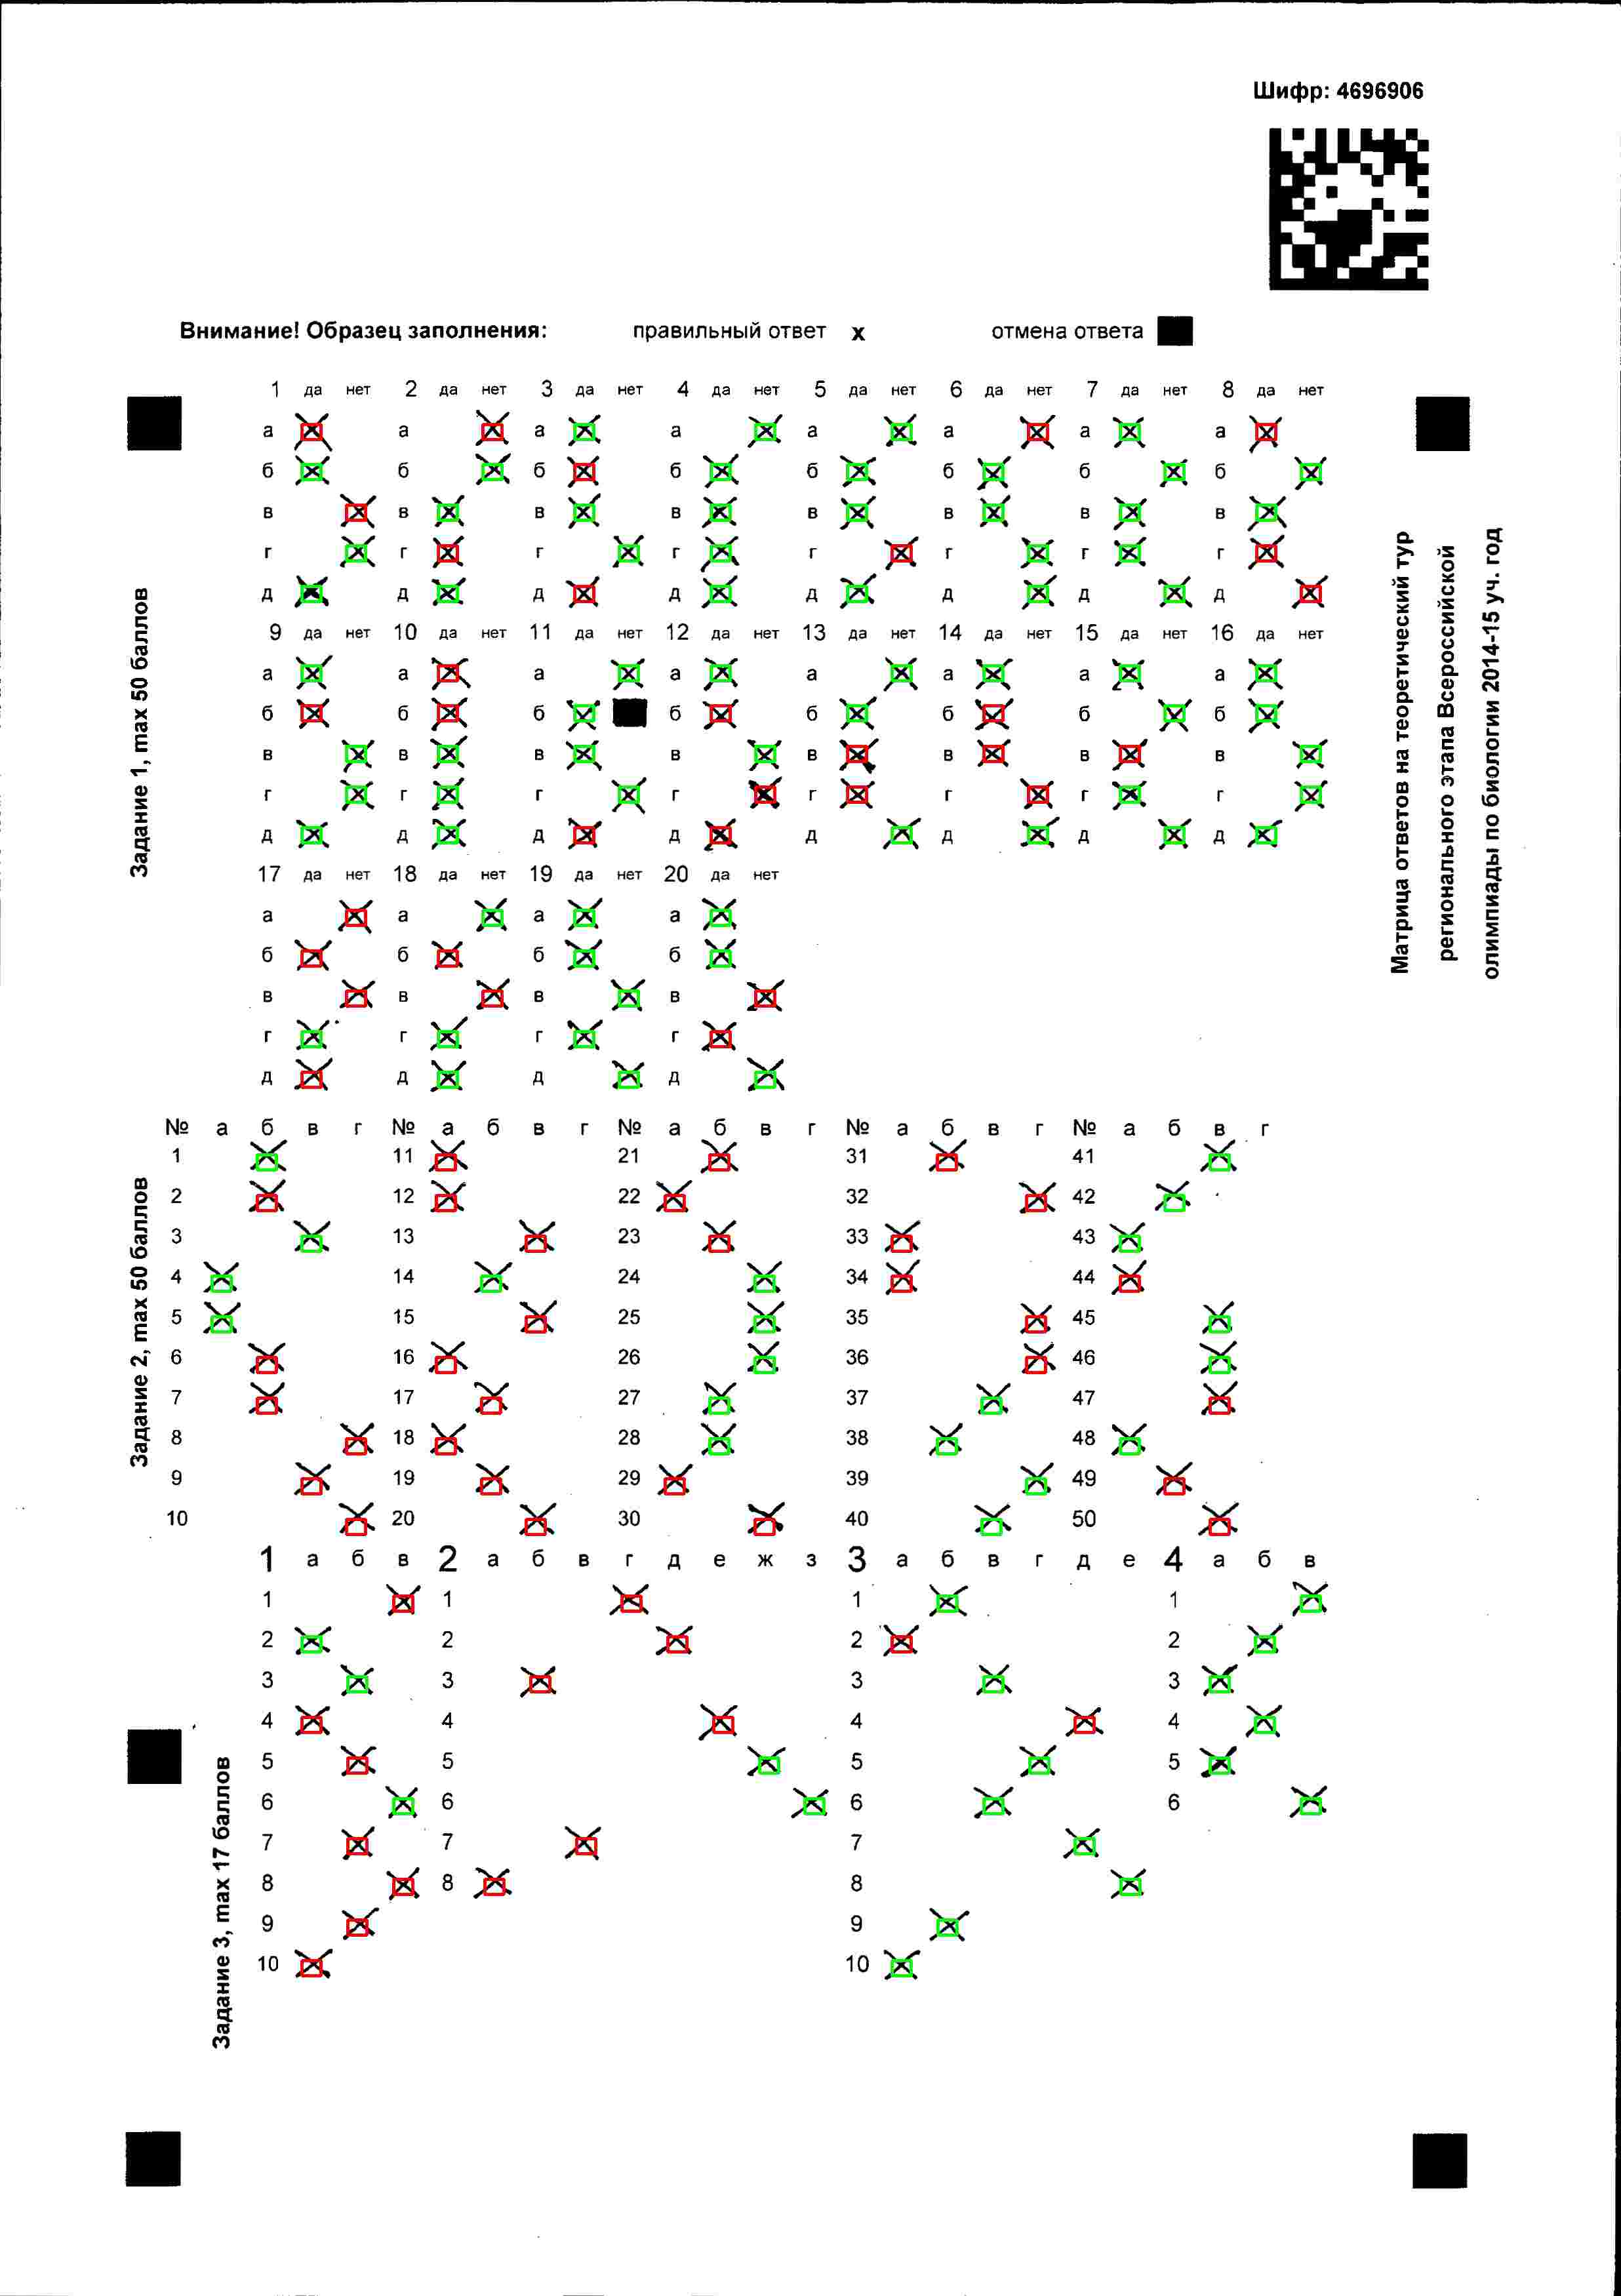 Шифр: 4696906
Внимание! Образец заполнения: правильный ответ x отмена ответа
1 да нет 2 да нет 3 да нет 4 да нет 5 да нет 6 да нет 7 да нет 8 да нет
а а а а а а а а
б б б б б б б б
в в в в в в в в
г г г г г г г г
д д д д д д д д
9 да нет 10 да нет 11 да нет 12 да нет 13 да нет 14 да нет 15 да нет 16 да нет
а а а а а а а а
б б б б б б б б
в в в в в в в в
г г г г г г г г
д д д д д д д д
17 да нет 18 да нет 19 да нет 20 да нет
а а а а
б б б б
в в в в
г г г г
д д д д
Задание 1, max 50 баллов
Матрица ответов на теоретический тур
регионального этапа Всероссийской
олимпиады по биологии 2014-15 уч. год
№ а б в г № а б в г № а б в г № а б в г № а б в г
1 11 21 31 41
2 12 22 32 42
3 13 23 33 43
4 14 24 34 44
5 15 25 35 45
6 16 26 36 46
7 17 27 37 47
8 18 28 38 48
9 19 29 39 49
10 20 30 40 50
Задание 2, max 50 баллов
1 а б в 2 а б в г д е ж з 3 а б в г д е 4 а б в
1 1 1 1
2 2 2 2
3 3 3 3
4 4 4 4
5 5 5 5
6 6 6 6
7 7 7
8 8 8
9 9
10 10
Задание 3, max 17 баллов